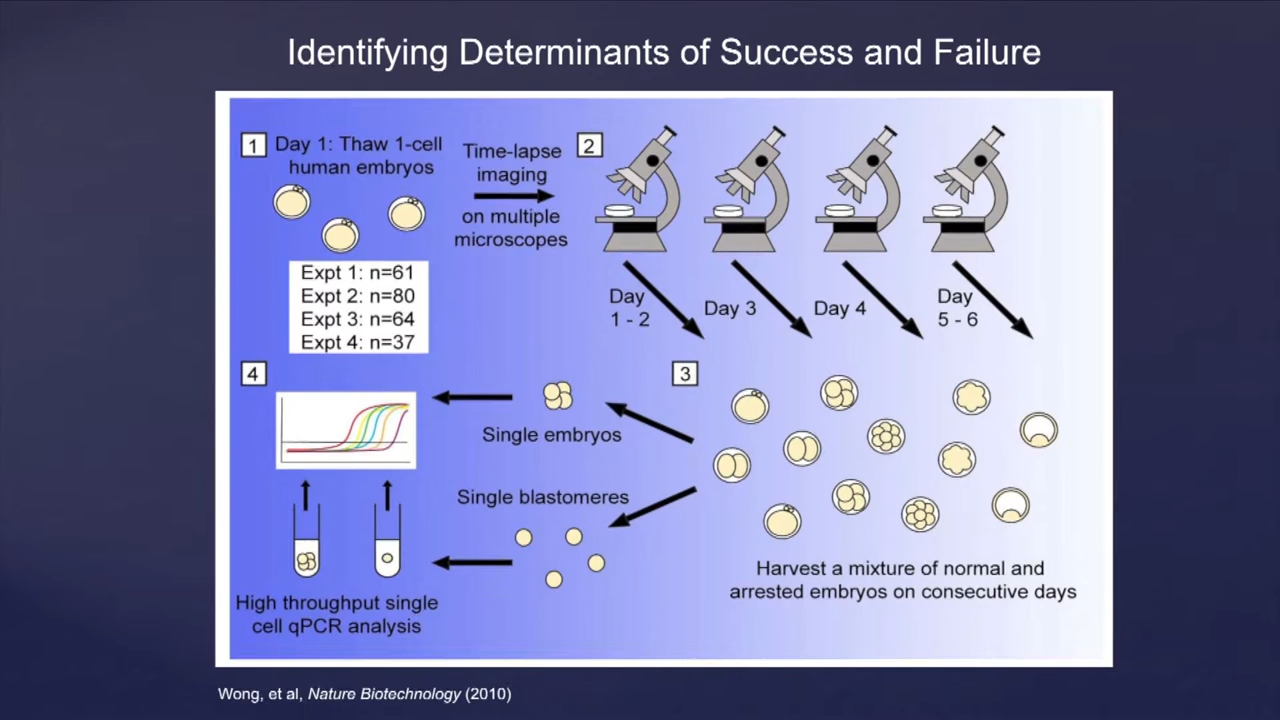 Identifying Determinants of Success and Failure
1
Day 1: Thaw 1-cell
human embryos
Expt 1: n=61
Expt 2: n=80
Expt 3: n=64
Expt 4: n=37
Time-lapse
imaging
on multiple
microscopes
2
Day
1 - 2
Day 3
Day 4
Day
5 - 6
3
Harvest a mixture of normal and
arrested embryos on consecutive days
Single embryos
Single blastomeres
4
High throughput single
cell qPCR analysis
Wong, et al, Nature Biotechnology (2010)